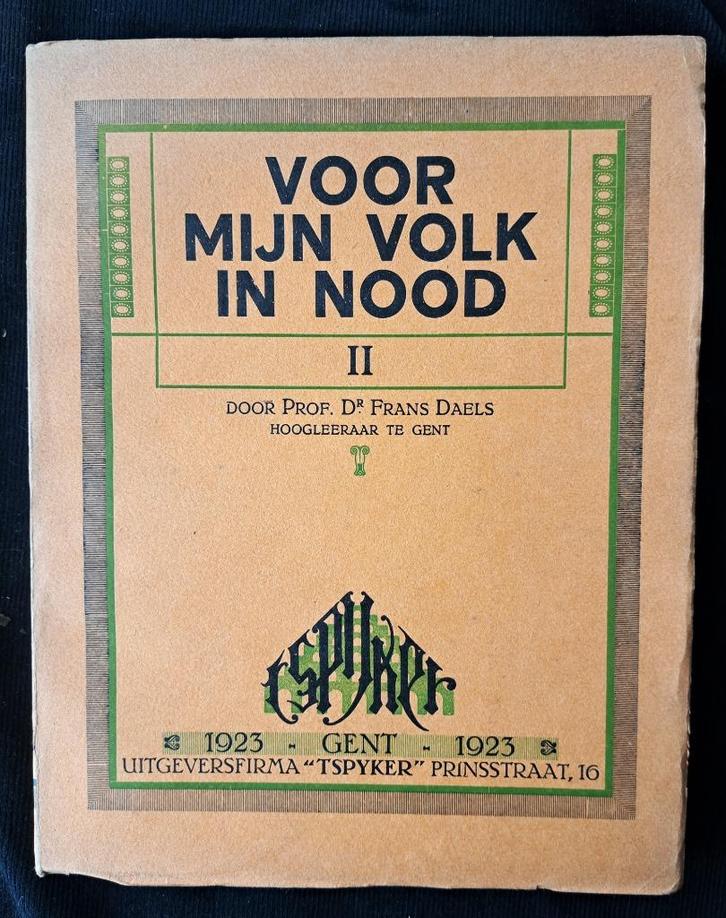 VOOR
MIJN VOLK
IN NOOD
II
DOOR PROF. DR. FRANS DAELS
HOOGLEERAAR TE GENT
TSPYKER
1923 - GENT - 1923
UITGEVERSFIRMA “TSPYKER” PRINSSTRAAT, 16